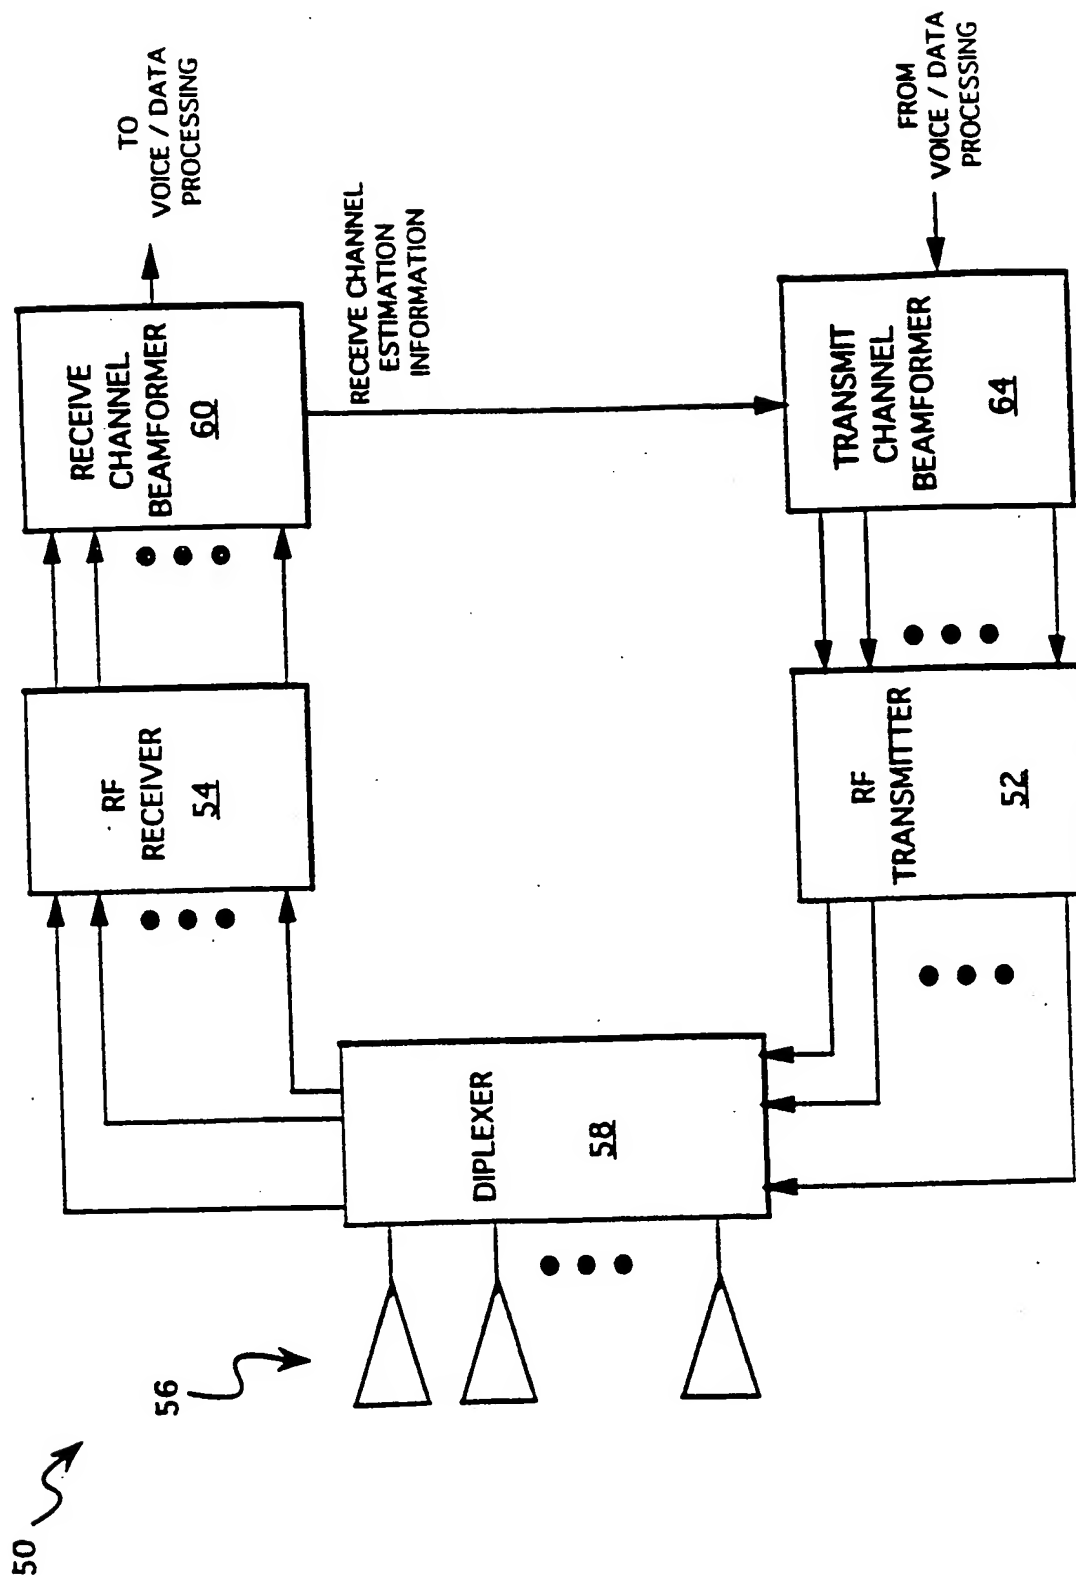 50
56
DIPLEXER
58
RF
RECEIVER
54
RECEIVE
CHANNEL
BEAMFORMER
60
TO
VOICE / DATA
PROCESSING
RECEIVE CHANNEL
ESTIMATION
INFORMATION
RF
TRANSMITTER
52
TRANSMIT
CHANNEL
BEAMFORMER
64
FROM
VOICE / DATA
PROCESSING